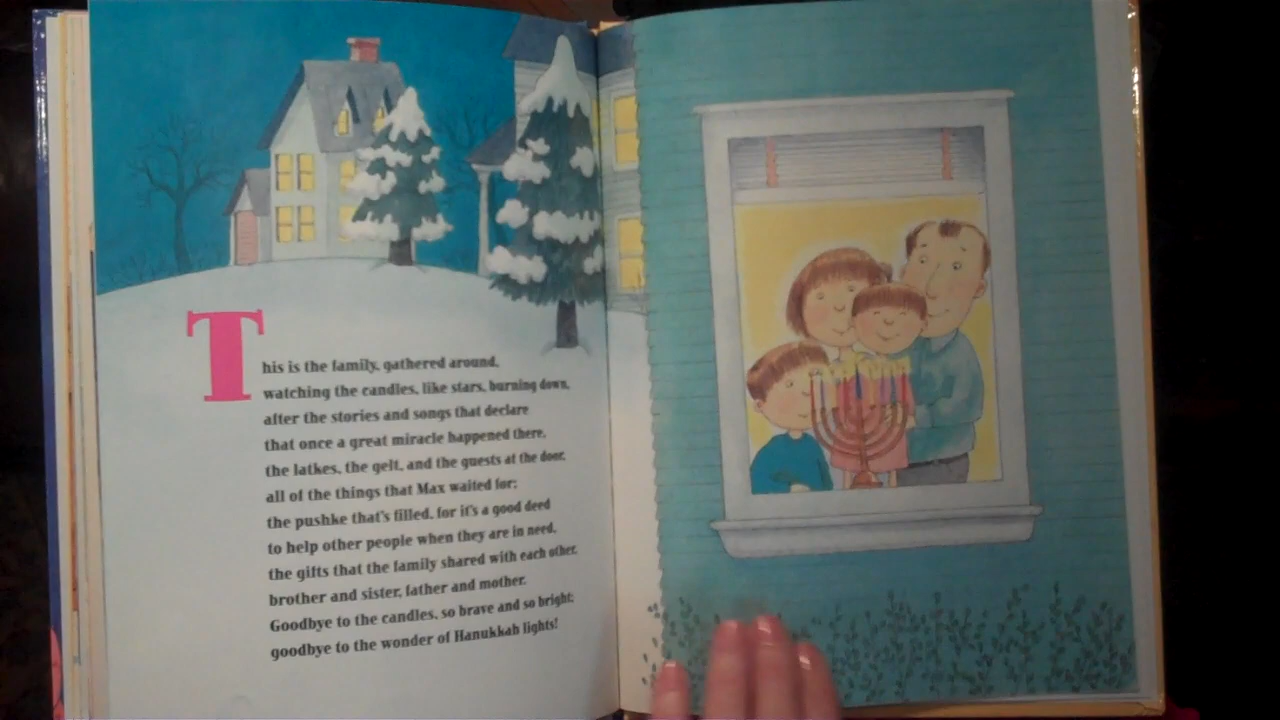 This is the family, gathered around,
watching the candles, like stars, burning down,
after the stories and songs that declare
that once a great miracle happened there,
the latkes, the gelt, and the guests at the door,
all of the things that Max waited for;
the pushke that's filled, for it's a good deed
to help other people when they are in need,
the gifts that the family shared with each other,
brother and sister, father and mother.
Goodbye to the candles, so brave and so bright;
goodbye to the wonder of Hanukkah lights!